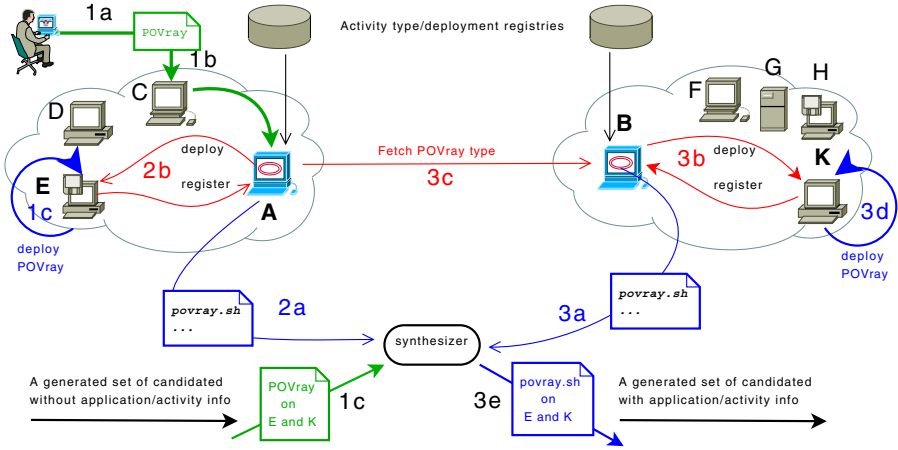 1a
POVray
Activity type/deployment registries
1b
C
D
G
H
F
B
deploy
Fetch POVray type
3b
deploy
K
E
2b
register
3c
register
1c
A
3d
deploy
POVray
deploy
POVray
povray.sh
...
2a
3a
povray.sh
...
synthesizer
A generated set of candidated
without application/activity info
POVray
on
E and K
1c
3e
povray.sh
on
E and K
A generated set of candidated
with application/activity info